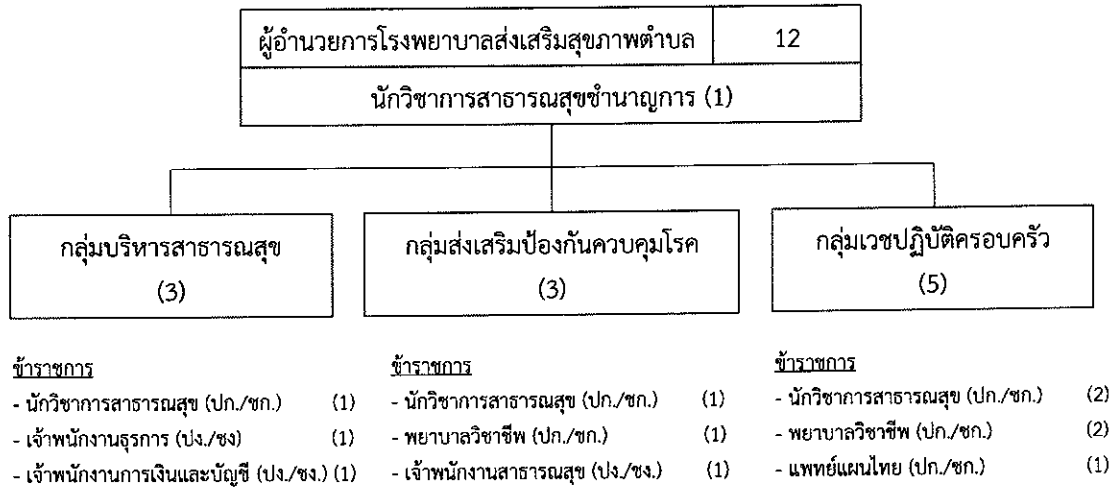 ผู้อำนวยการโรงพยาบาลส่งเสริมสุขภาพตำบล 12
นักวิชาการสาธารณสุขชำนาญการ (1)
กลุ่มบริหารสาธารณสุข
(3)
กลุ่มส่งเสริมป้องกันควบคุมโรค
(3)
กลุ่มเวชปฏิบัติครอบครัว
(5)
ข้าราชการ
- นักวิชาการสาธารณสุข (ปก./ชก.) (1)
- เจ้าพนักงานธุรการ (ปง./ชง) (1)
- เจ้าพนักงานการเงินและบัญชี (ปง./ชง.) (1)
ข้าราชการ
- นักวิชาการสาธารณสุข (ปก./ชก.) (1)
- พยาบาลวิชาชีพ (ปก./ชก.) (1)
- เจ้าพนักงานสาธารณสุข (ปง./ชง.) (1)
ข้าราชการ
- นักวิชาการสาธารณสุข (ปก./ชก.) (2)
- พยาบาลวิชาชีพ (ปก./ชก.) (2)
- แพทย์แผนไทย (ปก./ชก.) (1)